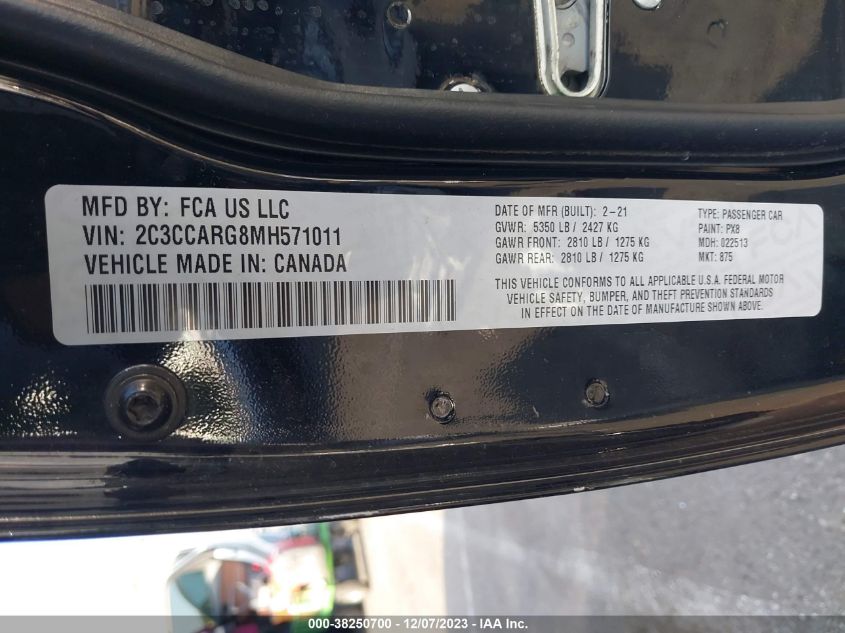 MFD BY: FCA US LLC
VIN: 2C3CCARG8MH571011
VEHICLE MADE IN: CANADA
DATE OF MFR (BUILT): 2-21
GVWR: 5350 LB / 2427 KG
GAWR FRONT: 2810 LB / 1275 KG
GAWR REAR: 2810 LB / 1275 KG
TYPE: PASSENGER CAR
PAINT: PX8
MDH: 022513
MKT: 875
THIS VEHICLE CONFORMS TO ALL APPLICABLE U.S.A. FEDERAL MOTOR
VEHICLE SAFETY, BUMPER, AND THEFT PREVENTION STANDARDS
IN EFFECT ON THE DATE OF MANUFACTURE SHOWN ABOVE.
000-38250700 - 12/07/2023 - IAA Inc.